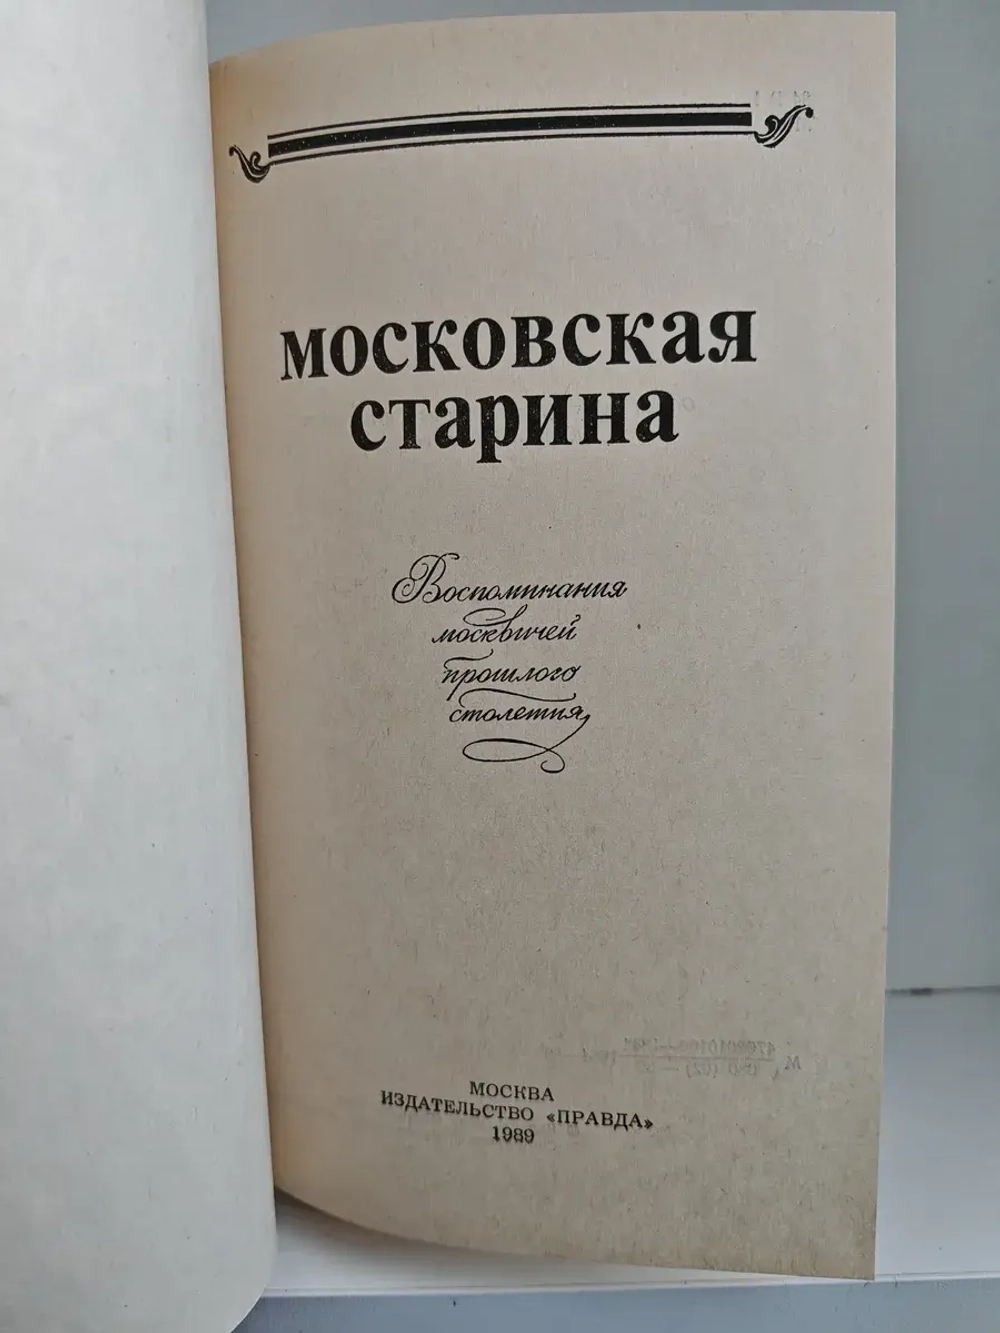 московская
старина
Воспоминания
москвичей
прошлого
столетия
МОСКВА
ИЗДАТЕЛЬСТВО «ПРАВДА»
1989